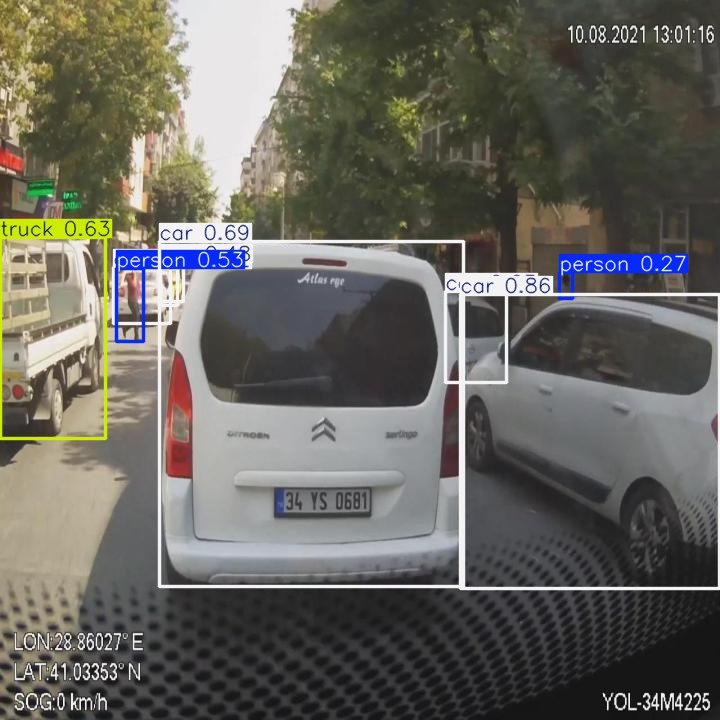 10.08.2021 13:01:16
truck 0.63
car 0.69
person 0.53
person 0.27
car 0.86
Atlas eye
CITROEN
Berlingo
34 YS 0681
LON:28.86027° E
LAT:41.03353° N
SOG:0 km/h
YOL-34M4225